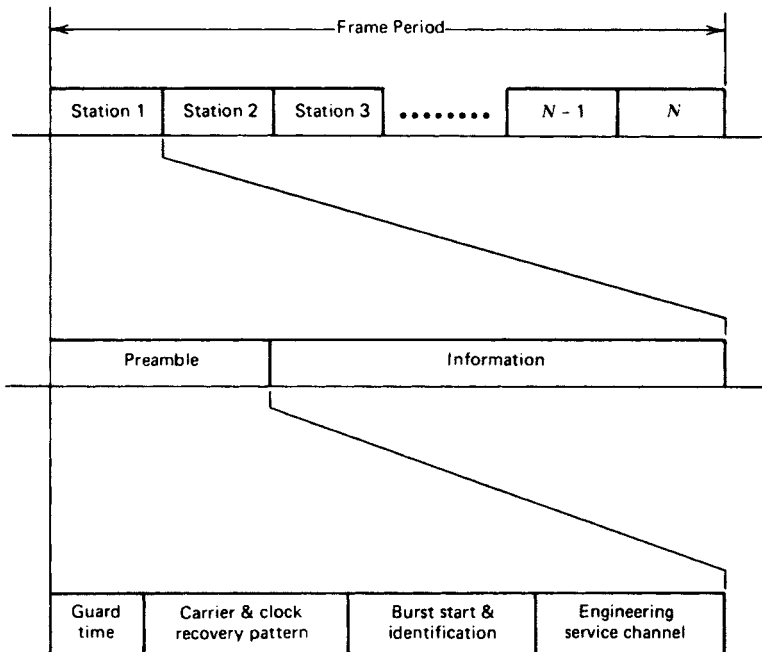 Frame Period
Station 1 Station 2 Station 3 ........ N - 1 N
Preamble Information
Guard time Carrier & clock recovery pattern Burst start & identification Engineering service channel